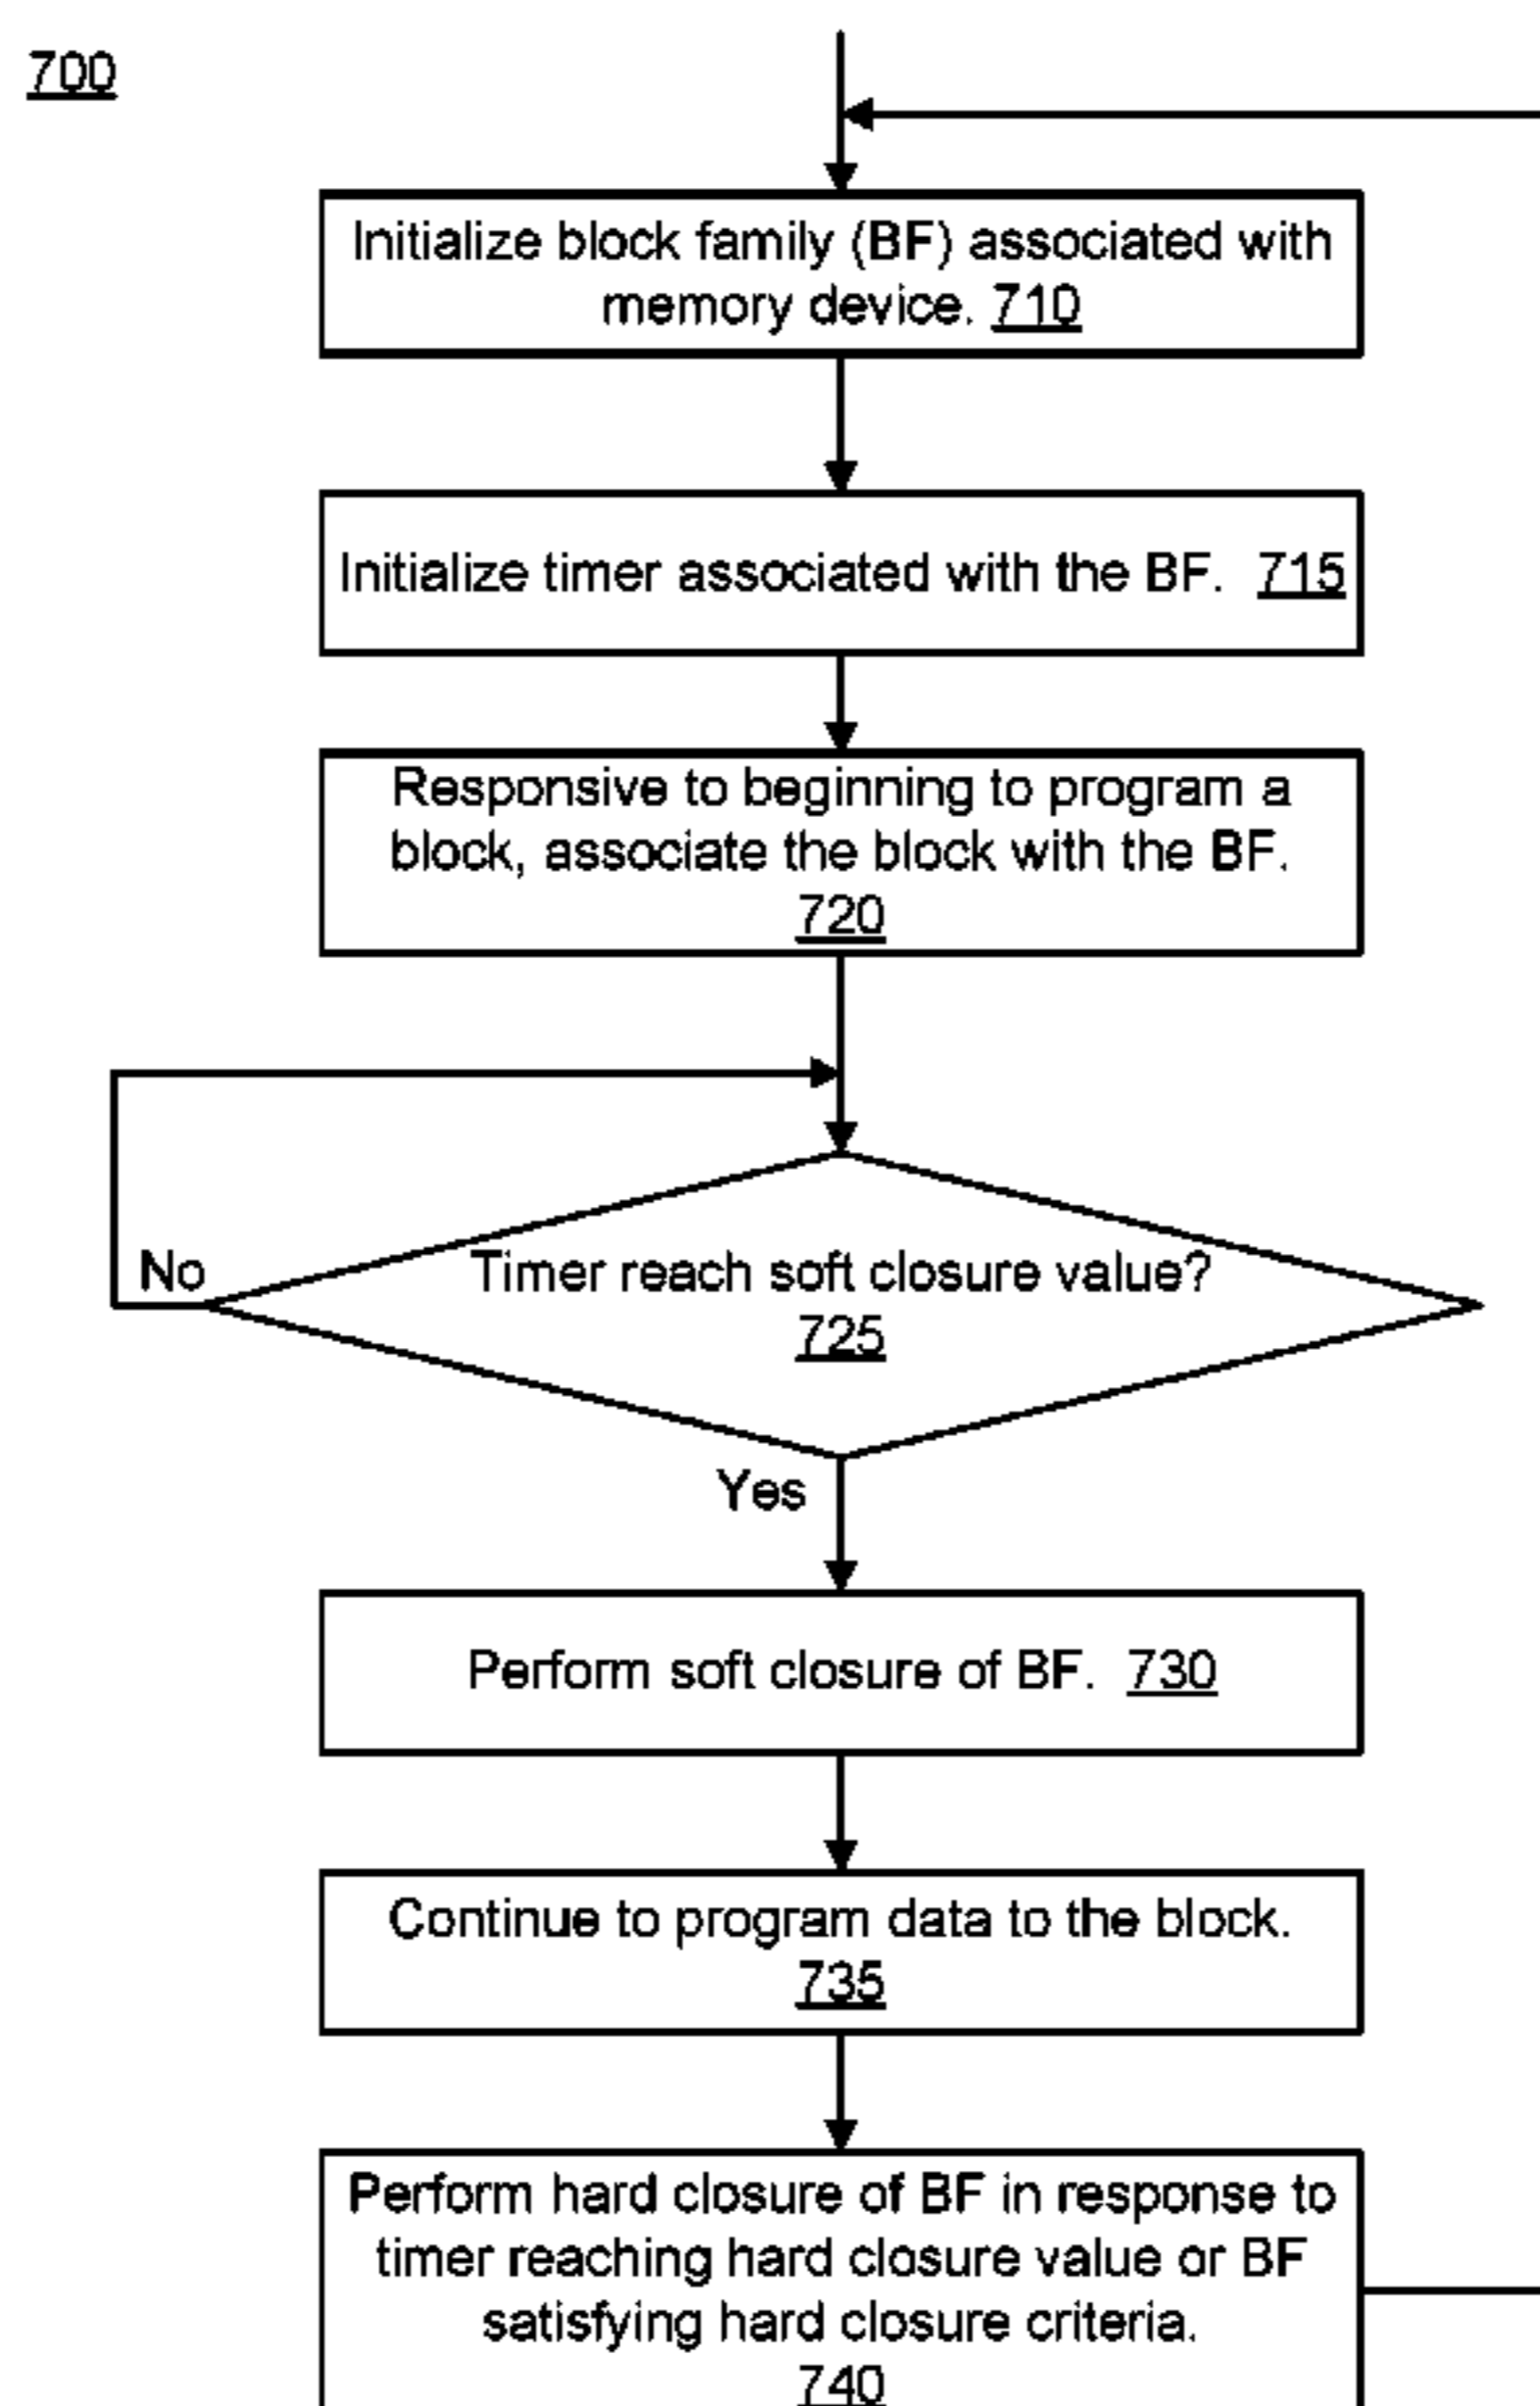 700
Initialize block family (BF) associated with
memory device. 710
Initialize timer associated with the BF. 715
Responsive to beginning to program a
block, associate the block with the BF.
720
No
Timer reach soft closure value?
725
Yes
Perform soft closure of BF. 730
Continue to program data to the block.
735
Perform hard closure of BF in response to
timer reaching hard closure value or BF
satisfying hard closure criteria.
740